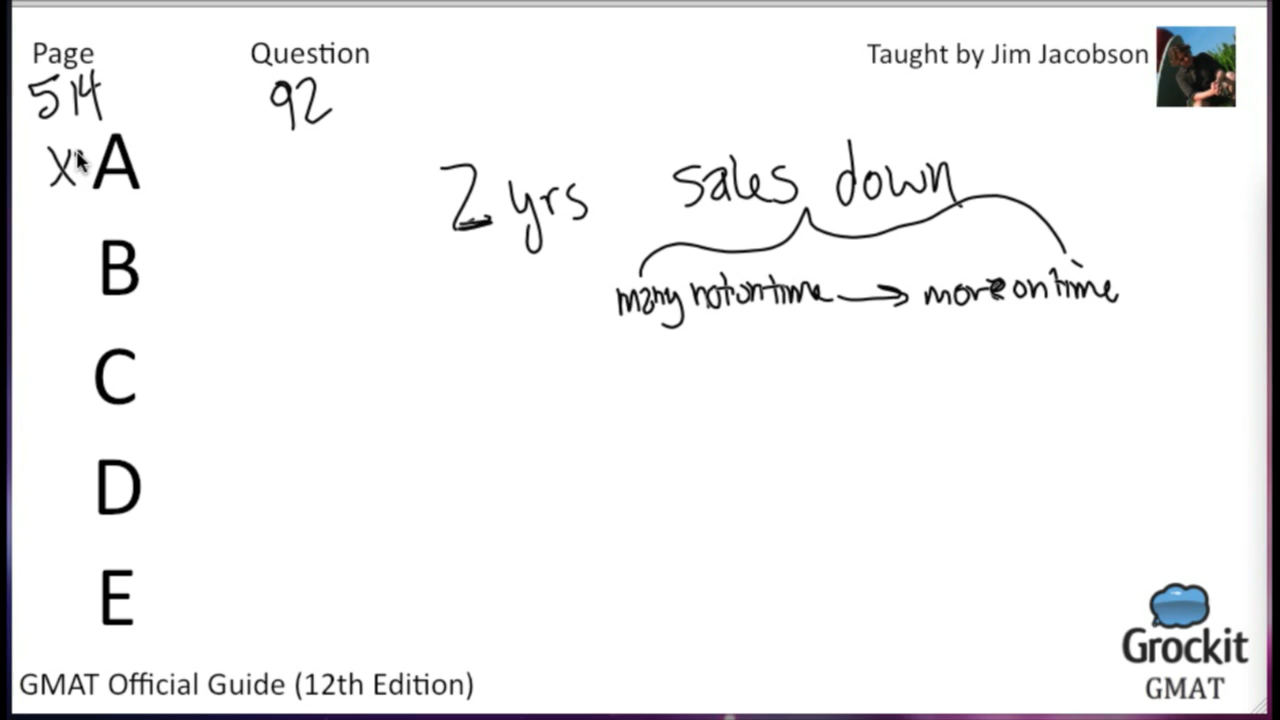 Page Question Taught by Jim Jacobson
514 92
X A
2 yrs sales down
many not on time → more on time
B
C
D
E
Grockit
GMAT
GMAT Official Guide (12th Edition)